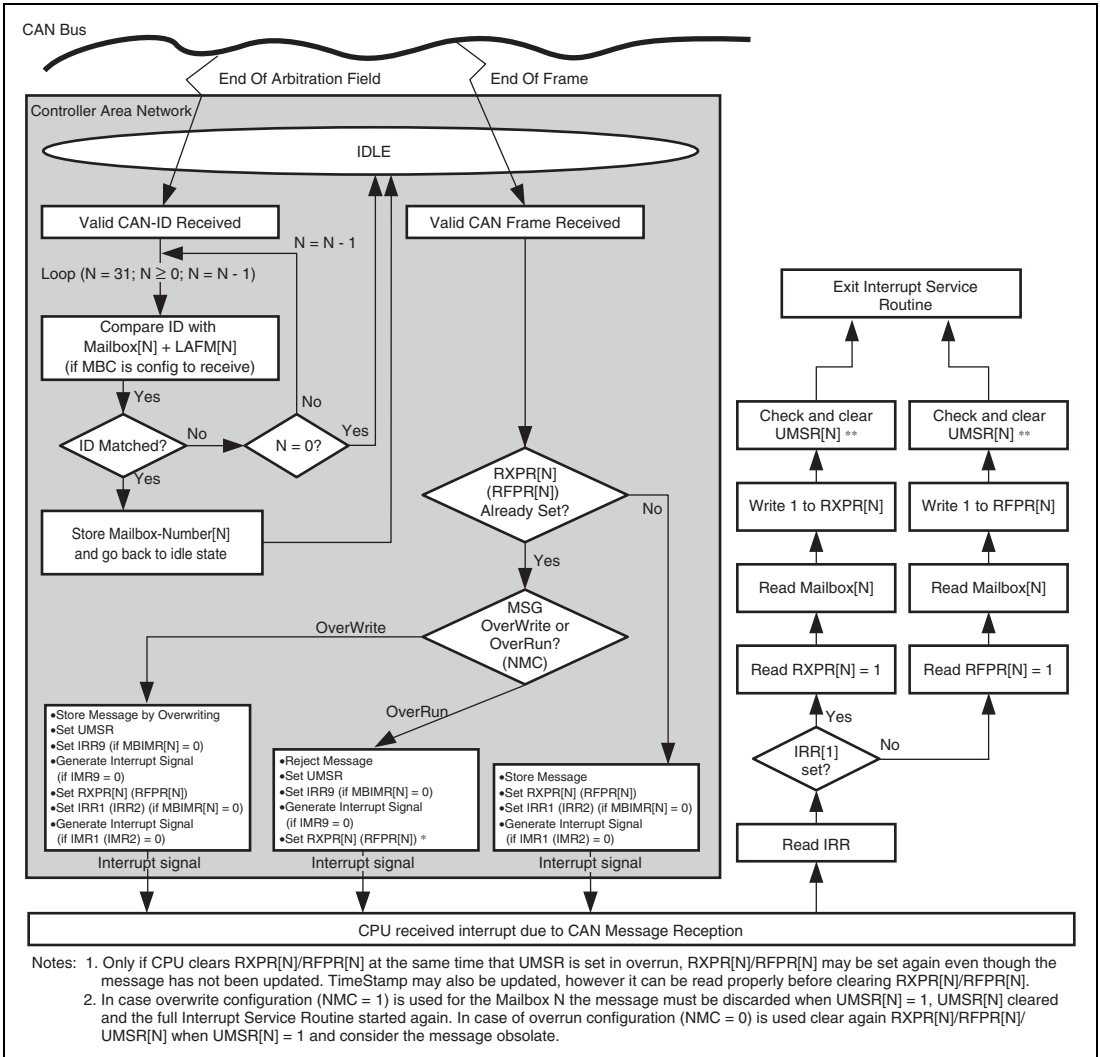 CAN Bus
End Of Arbitration Field
End Of Frame
Controller Area Network
IDLE
Valid CAN-ID Received
Valid CAN Frame Received
N = N - 1
Loop (N = 31; N ≥ 0; N = N - 1)
Compare ID with
Mailbox[N] + LAFM[N]
(if MBC is config to receive)
Yes
No
ID Matched?
No
N = 0?
Yes
Yes
Store Mailbox-Number[N]
and go back to idle state
RXPR[N]
(RFPR[N])
Already Set?
No
Yes
MSG
OverWrite or
OverRun?
(NMC)
OverWrite
OverRun
•Store Message by Overwriting
•Set UMSR
•Set IRR9 (if MBIMR[N] = 0)
•Generate Interrupt Signal
(if IMR9 = 0)
•Set RXPR[N] (RFPR[N])
•Set IRR1 (IRR2) (if MBIMR[N] = 0)
•Generate Interrupt Signal
(if IMR1 (IMR2) = 0)
•Reject Message
•Set UMSR
•Set IRR9 (if MBIMR[N] = 0)
•Generate Interrupt Signal
(if IMR9 = 0)
•Set RXPR[N] (RFPR[N]) *
•Store Message
•Set RXPR[N] (RFPR[N])
•Set IRR1 (IRR2) (if MBIMR[N] = 0)
•Generate Interrupt Signal
(if IMR1 (IMR2) = 0)
Interrupt signal
Interrupt signal
Interrupt signal
Exit Interrupt Service
Routine
Check and clear
UMSR[N] **
Check and clear
UMSR[N] **
Write 1 to RXPR[N]
Write 1 to RFPR[N]
Read Mailbox[N]
Read Mailbox[N]
Read RXPR[N] = 1
Read RFPR[N] = 1
Yes
IRR[1]
set?
No
Read IRR
CPU received interrupt due to CAN Message Reception
Notes: 1. Only if CPU clears RXPR[N]/RFPR[N] at the same time that UMSR is set in overrun, RXPR[N]/RFPR[N] may be set again even though the
message has not been updated. TimeStamp may also be updated, however it can be read properly before clearing RXPR[N]/RFPR[N].
2. In case overwrite configuration (NMC = 1) is used for the Mailbox N the message must be discarded when UMSR[N] = 1, UMSR[N] cleared
and the full Interrupt Service Routine started again. In case of overrun configuration (NMC = 0) is used clear again RXPR[N]/RFPR[N]/
UMSR[N] when UMSR[N] = 1 and consider the message obsolate.